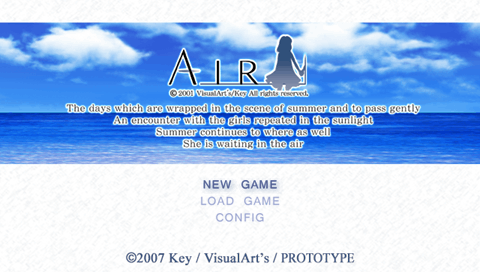 AIR
© 2001 VisualArt's/Key All rights reserved.
The days which are wrapped in the scene of summer and to pass gently
An encounter with the girls repeated in the sunlight
Summer continues to where as well
She is waiting in the air
NEW GAME
LOAD GAME
CONFIG
©2007 Key / VisualArt's / PROTOTYPE